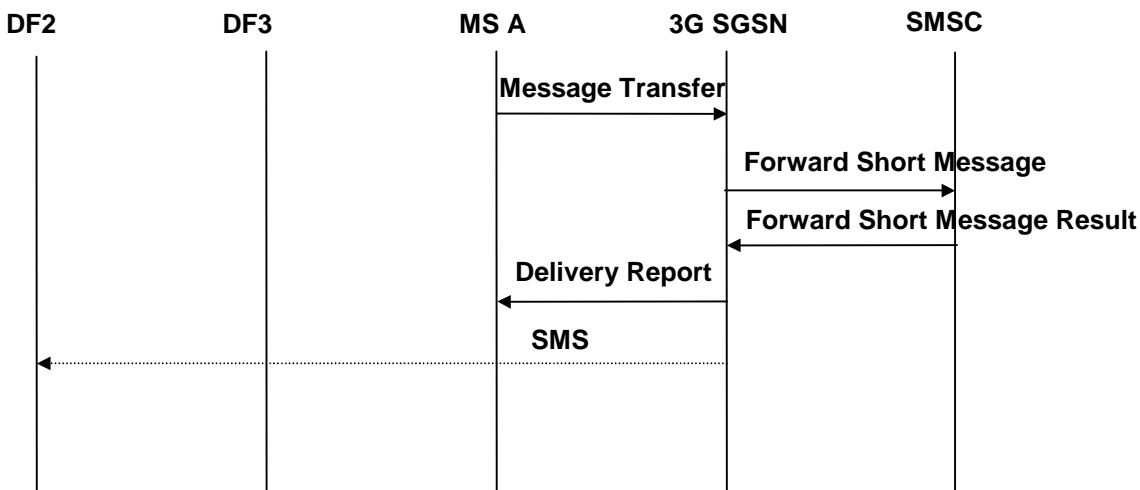 DF2
DF3
MS A
3G SGSN
SMSC
Message Transfer
Forward Short Message
Forward Short Message Result
Delivery Report
SMS